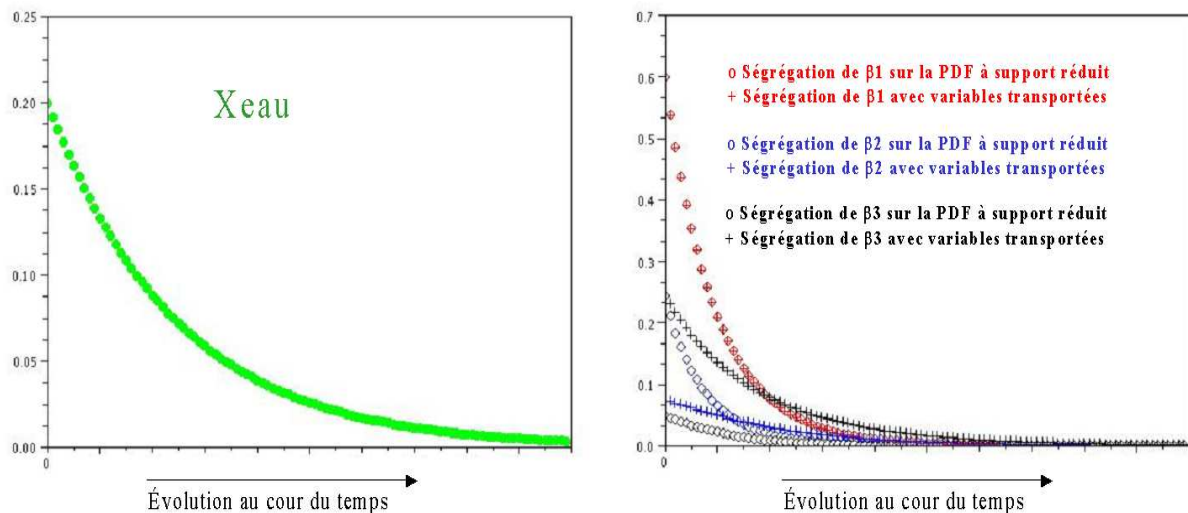 0.25
0.20
0.15
0.10
0.05
0.00
0
Xeau
Évolution au cour du temps
0.7
0.6
0.5
0.4
0.3
0.2
0.1
0.0
0
o Ségrégation de β1 sur la PDF à support réduit
+ Ségrégation de β1 avec variables transportées
o Ségrégation de β2 sur la PDF à support réduit
+ Ségrégation de β2 avec variables transportées
o Ségrégation de β3 sur la PDF à support réduit
+ Ségrégation de β3 avec variables transportées
Évolution au cour du temps